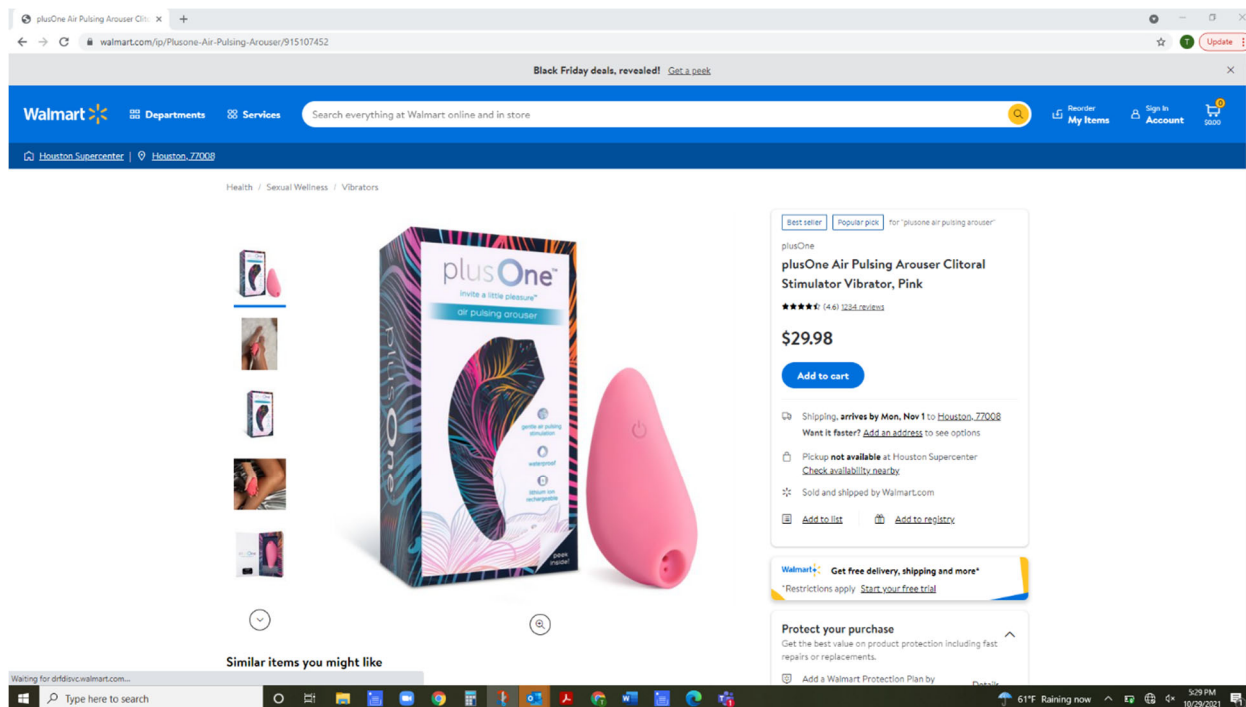 plusOne Air Pulsing Arouser Clit
walmart.com/ip/Plusone-Air-Pulsing-Arouser/915107452
Update
Black Friday deals, revealed! Get a peek
Walmart
Departments
Services
Search everything at Walmart online and in store
Reorder
My Items
Sign In
Account
0
$0.00
Houston Supercenter | Houston, 77008
Health / Sexual Wellness / Vibrators
Best seller
Popular pick
for "plusone air pulsing arouser"
plusOne
plusOne Air Pulsing Arouser Clitoral
Stimulator Vibrator, Pink
(4.6) 1234 reviews
$29.98
Add to cart
Shipping, arrives by Mon, Nov 1 to Houston, 77008
Want it faster? Add an address to see options
Pickup not available at Houston Supercenter
Check availability nearby
Sold and shipped by Walmart.com
Add to list
Add to registry
Walmart+
Get free delivery, shipping and more*
*Restrictions apply Start your free trial
Protect your purchase
Get the best value on product protection including fast
repairs or replacements.
Add a Walmart Protection Plan by
Details
plusOne™
invite a little pleasure™
air pulsing arouser
gentle air pulsing
stimulation
waterproof
lithium ion
rechargeable
peek
inside!
plusOne
Similar items you might like
Waiting for drfdisvc.walmart.com...
Type here to search
61°F Raining now
5:29 PM
10/29/2021